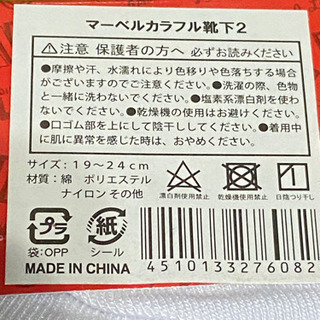 マーベルカラフル靴下2
⚠注意 保護者の方へ 必ずお読みください
●摩擦や汗、水濡れにより色移りや色落ちする場合
がございますのでご注意ください。●洗濯の際、色物
と一緒に洗わないでください。●塩素系漂白剤を使わ
ないでください。●乾燥機の使用はお避けください。
●口ゴム部を上にして陰干ししてください。●着用中
に肌に異常を感じた時は、おやめください。
サイズ:19~24cm
材質:綿 ポリエステル
ナイロン その他
漂白剤使用禁止
乾燥機使用禁止
日陰つり干し
プラ
紙
袋:OPP
シール
MADE IN CHINA
4510133276082